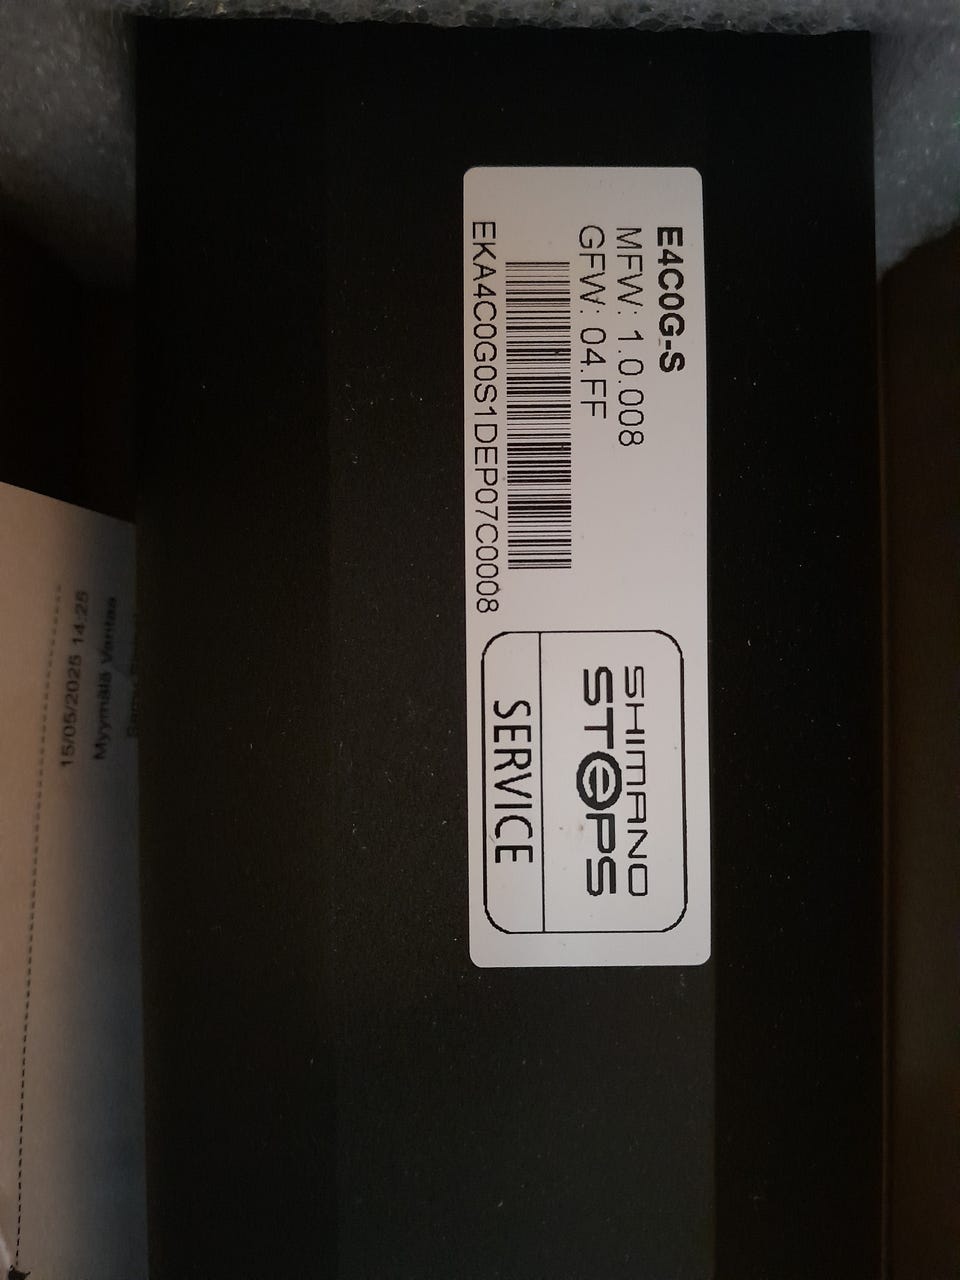 E4C0G-S
MFW: 1.0.008
GFW: 04.FF
EKA4C0G0S1DEP07C0008
SHIMANO
STePS
SERVICE
15/05/2025 14:25
Myymälä Vantaa